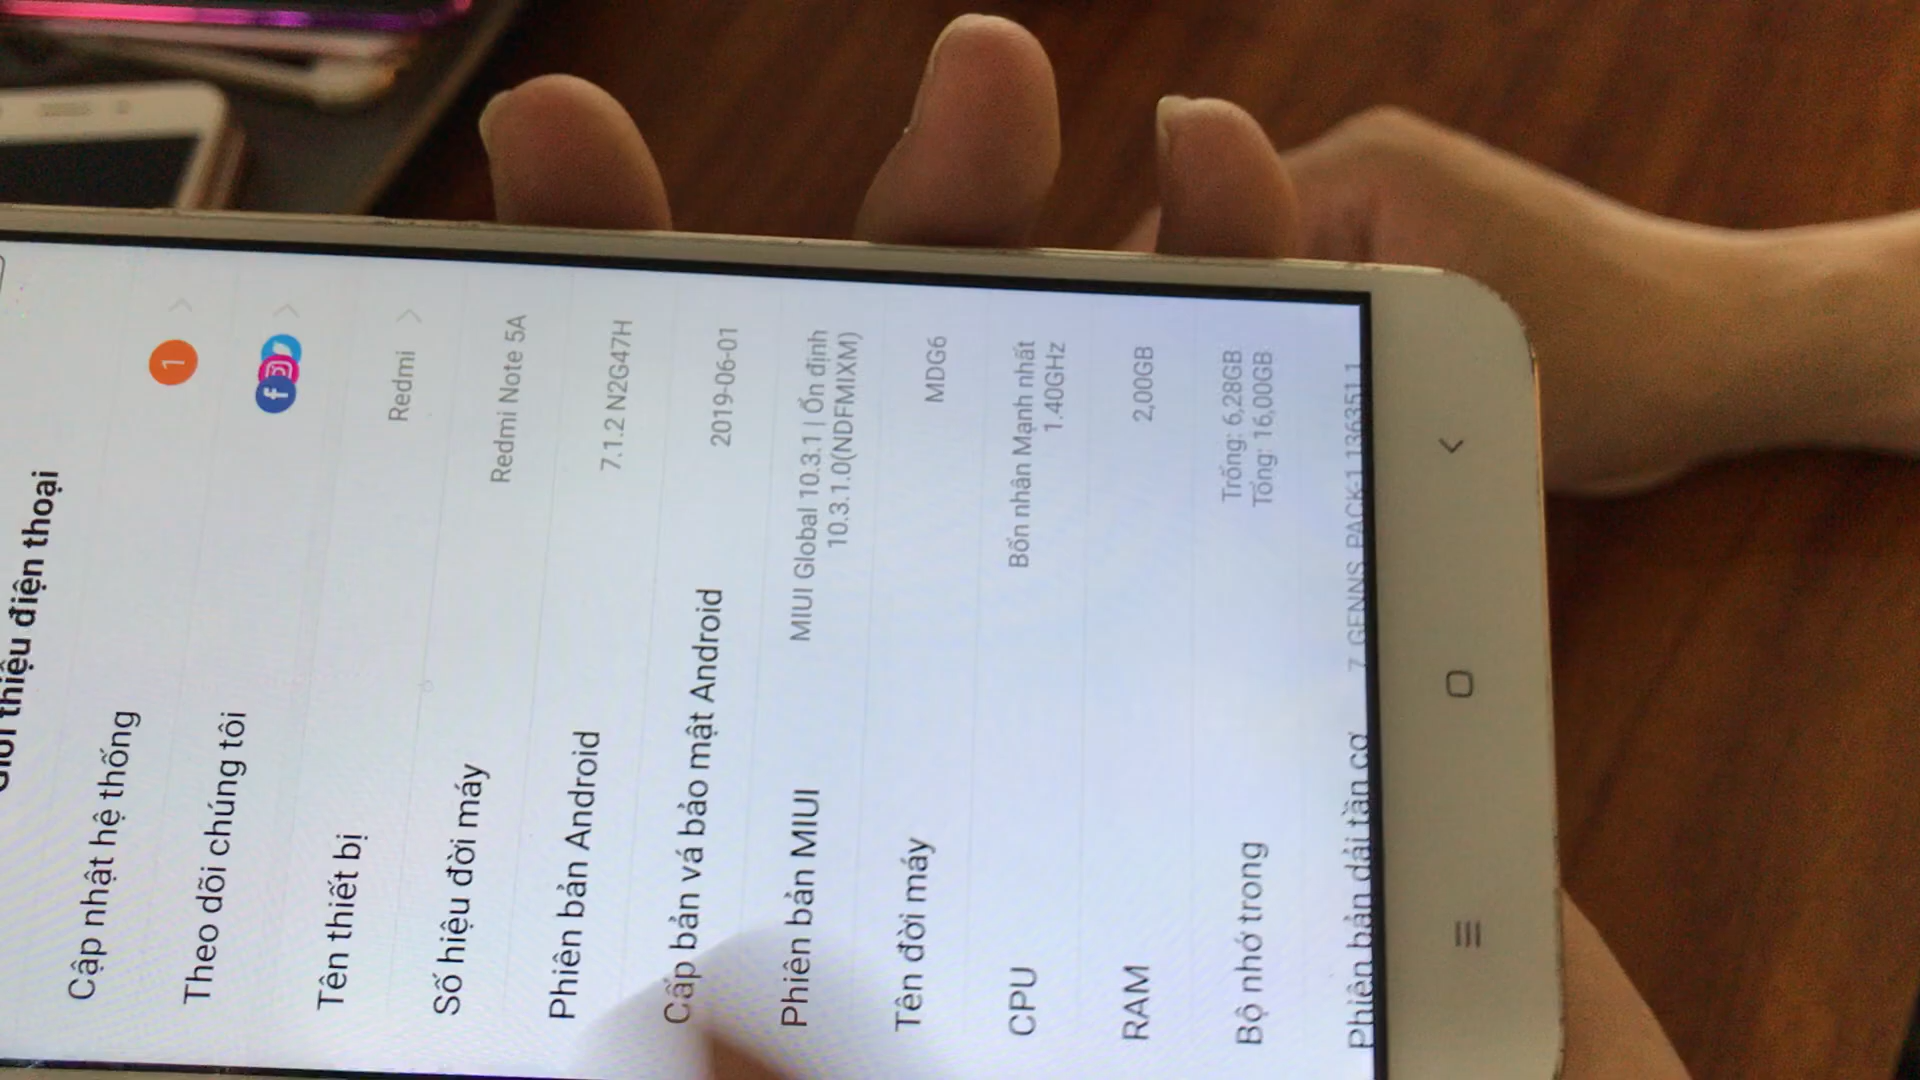 Giới thiệu điện thoại
Cập nhật hệ thống
1
Theo dõi chúng tôi
Tên thiết bị
Redmi
Số hiệu đời máy
Redmi Note 5A
Phiên bản Android
7.1.2 N2G47H
Cấp bản vá bảo mật Android
2019-06-01
Phiên bản MIUI
MIUI Global 10.3.1 | Ổn định
10.3.1.0(NDFMIXM)
Tên đời máy
MDG6
CPU
Bốn nhân Mạnh nhất
1.40GHz
RAM
2,00GB
Bộ nhớ trong
Trống: 6,28GB
Tổng: 16,00GB
Phiên bản dải tần cơ